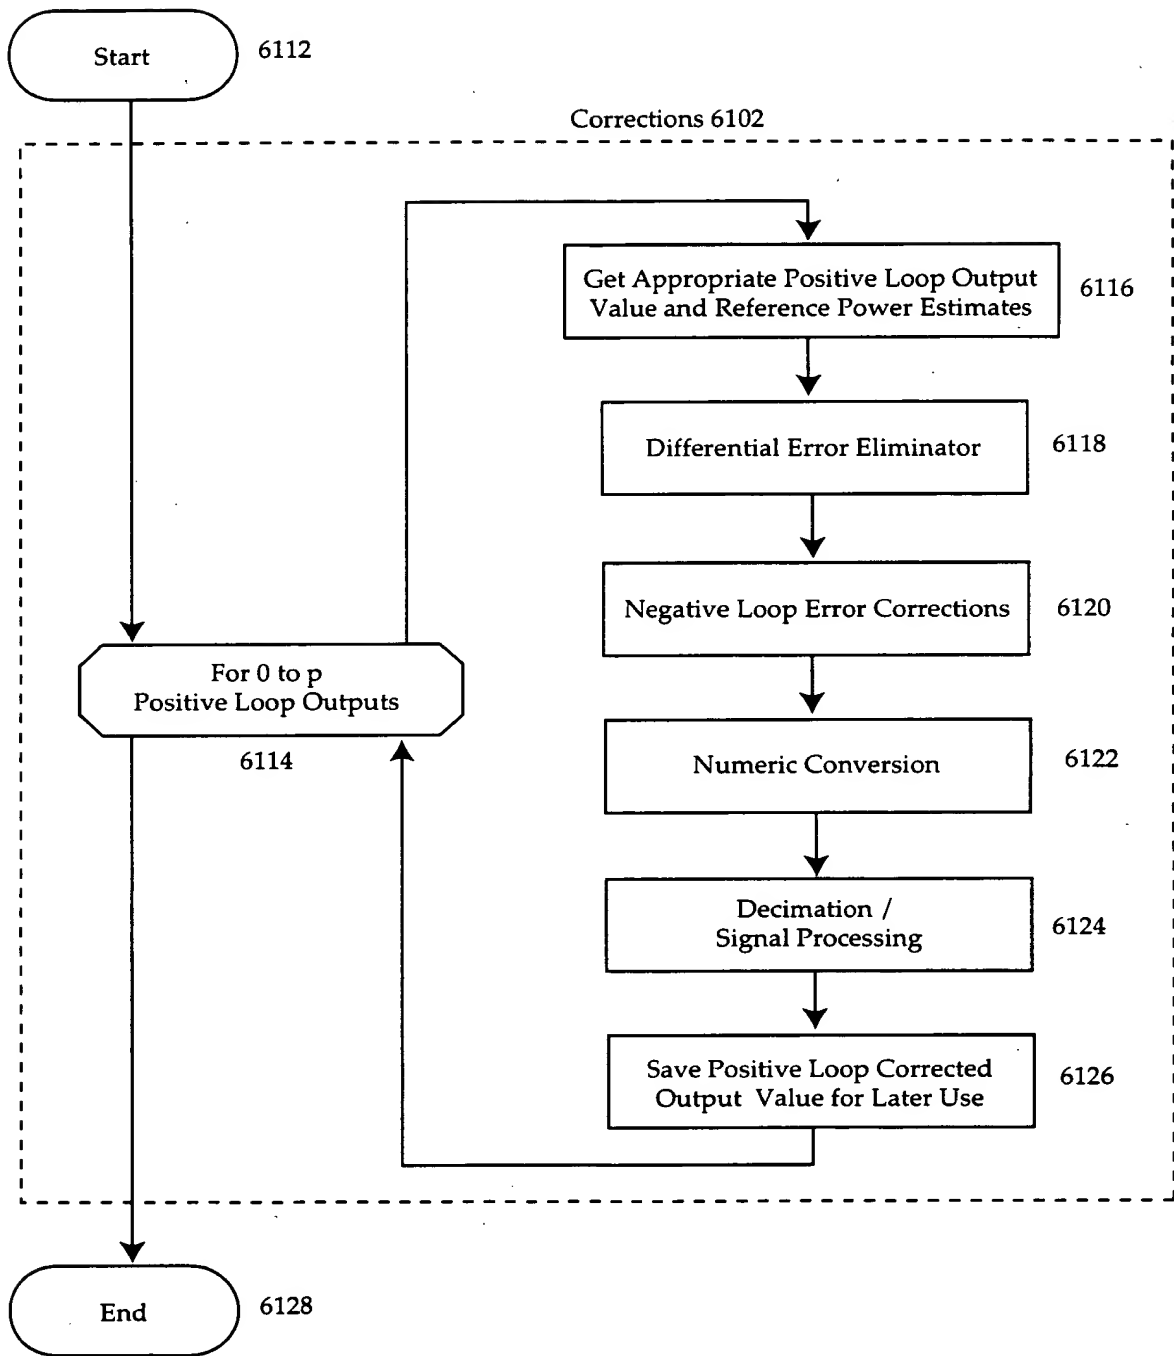 Start
6112
Corrections 6102
Get Appropriate Positive Loop Output
Value and Reference Power Estimates
6116
Differential Error Eliminator
6118
Negative Loop Error Corrections
6120
For 0 to p
Positive Loop Outputs
6114
Numeric Conversion
6122
Decimation /
Signal Processing
6124
Save Positive Loop Corrected
Output Value for Later Use
6126
End
6128